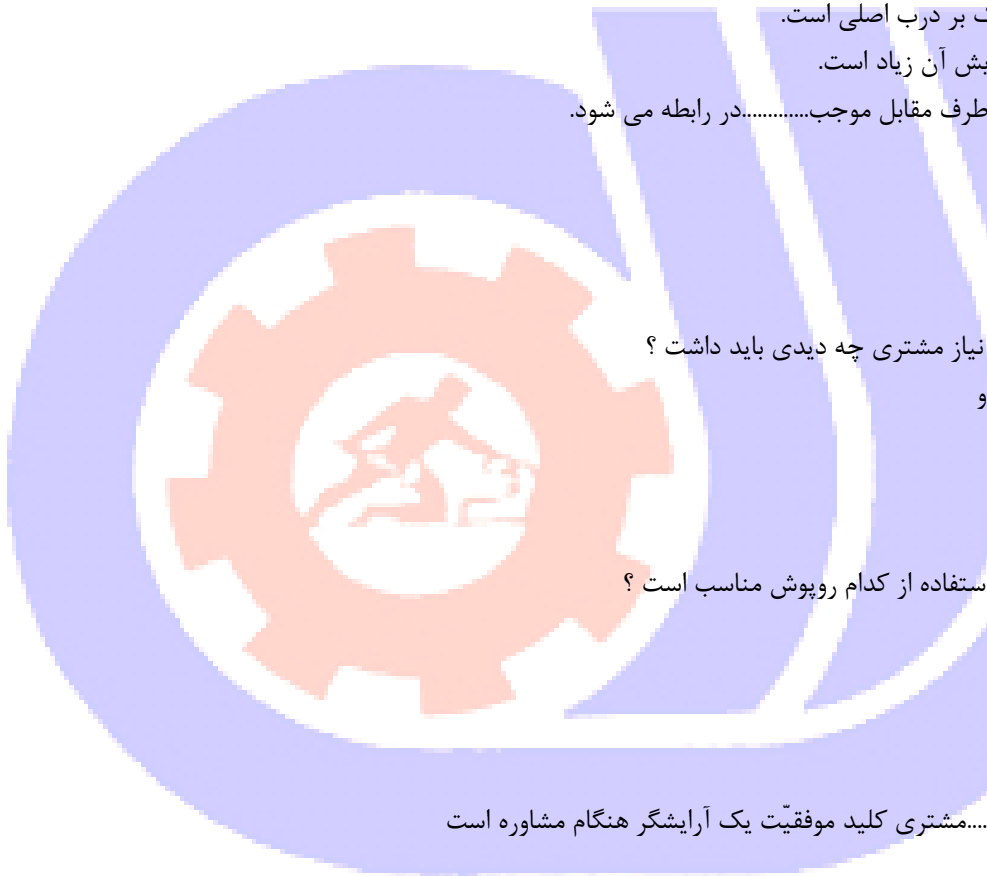 بر درب اصلی است.
آن زیاد است.
طرف مقابل موجب............در رابطه می شود.
نیاز مشتری چه دیدی باید داشت ؟
و
ستفاده از کدام روپوش مناسب است ؟
....مشتری کلید موفقیّت یک آرایشگر هنگام مشاوره است